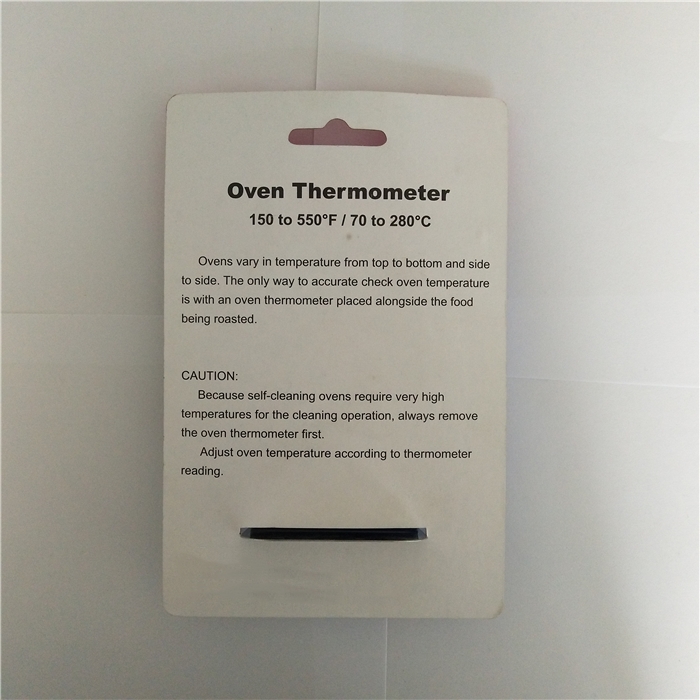 Oven Thermometer
150 to 550°F / 70 to 280°C
Ovens vary in temperature from top to bottom and side
to side. The only way to accurate check oven temperature
is with an oven thermometer placed alongside the food
being roasted.
CAUTION:
Because self-cleaning ovens require very high
temperatures for the cleaning operation, always remove
the oven thermometer first.
Adjust oven temperature according to thermometer
reading.